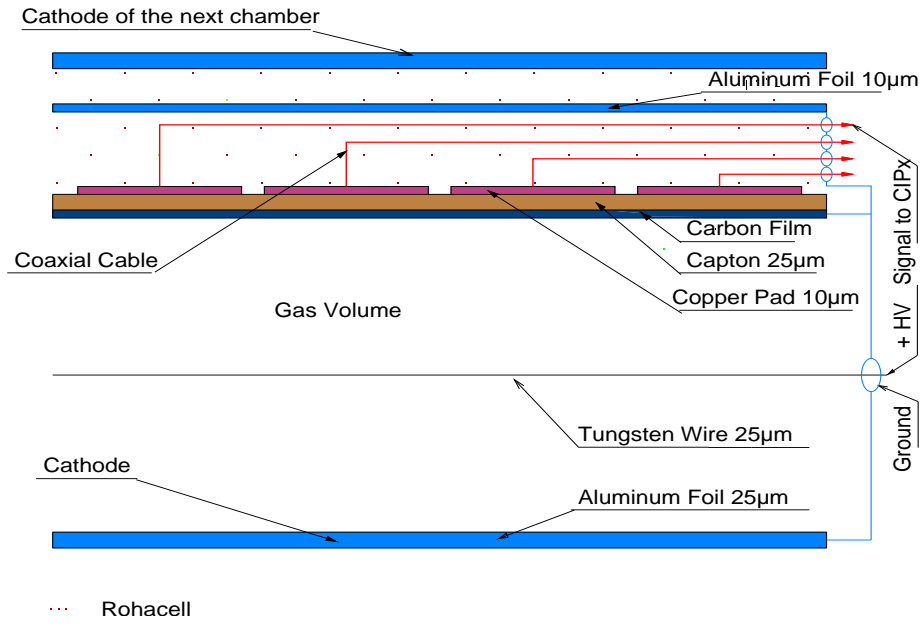 Cathode of the next chamber
Aluminum Foil 10µm
Carbon Film
Coaxial Cable
Capton 25µm
Copper Pad 10µm
Gas Volume
+ HV Signal to CIPx
Tungsten Wire 25µm
Ground
Cathode
Aluminum Foil 25µm
Rohacell